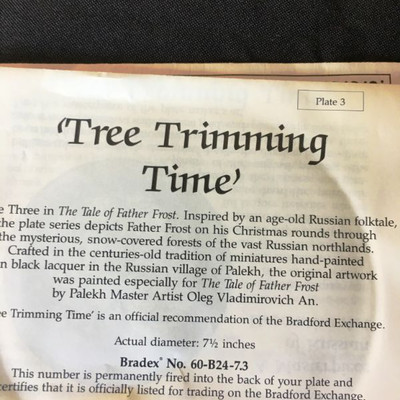 Plate 3
‘Tree Trimming
Time’
Three in The Tale of Father Frost. Inspired by an age-old Russian folktale,
the plate series depicts Father Frost on his Christmas rounds through
the mysterious, snow-covered forests of the vast Russian northlands.
Crafted in the centuries-old tradition of miniatures hand-painted
on black lacquer in the Russian village of Palekh, the original artwork
was painted especially for The Tale of Father Frost
by Palekh Master Artist Oleg Vladimirovich An.
Trimming Time’ is an official recommendation of the Bradford Exchange.
Actual diameter: 7½ inches
Bradex® No. 60-B24-7.3
This number is permanently fired into the back of your plate and
certifies that it is officially listed for trading on the Bradford Exchange.